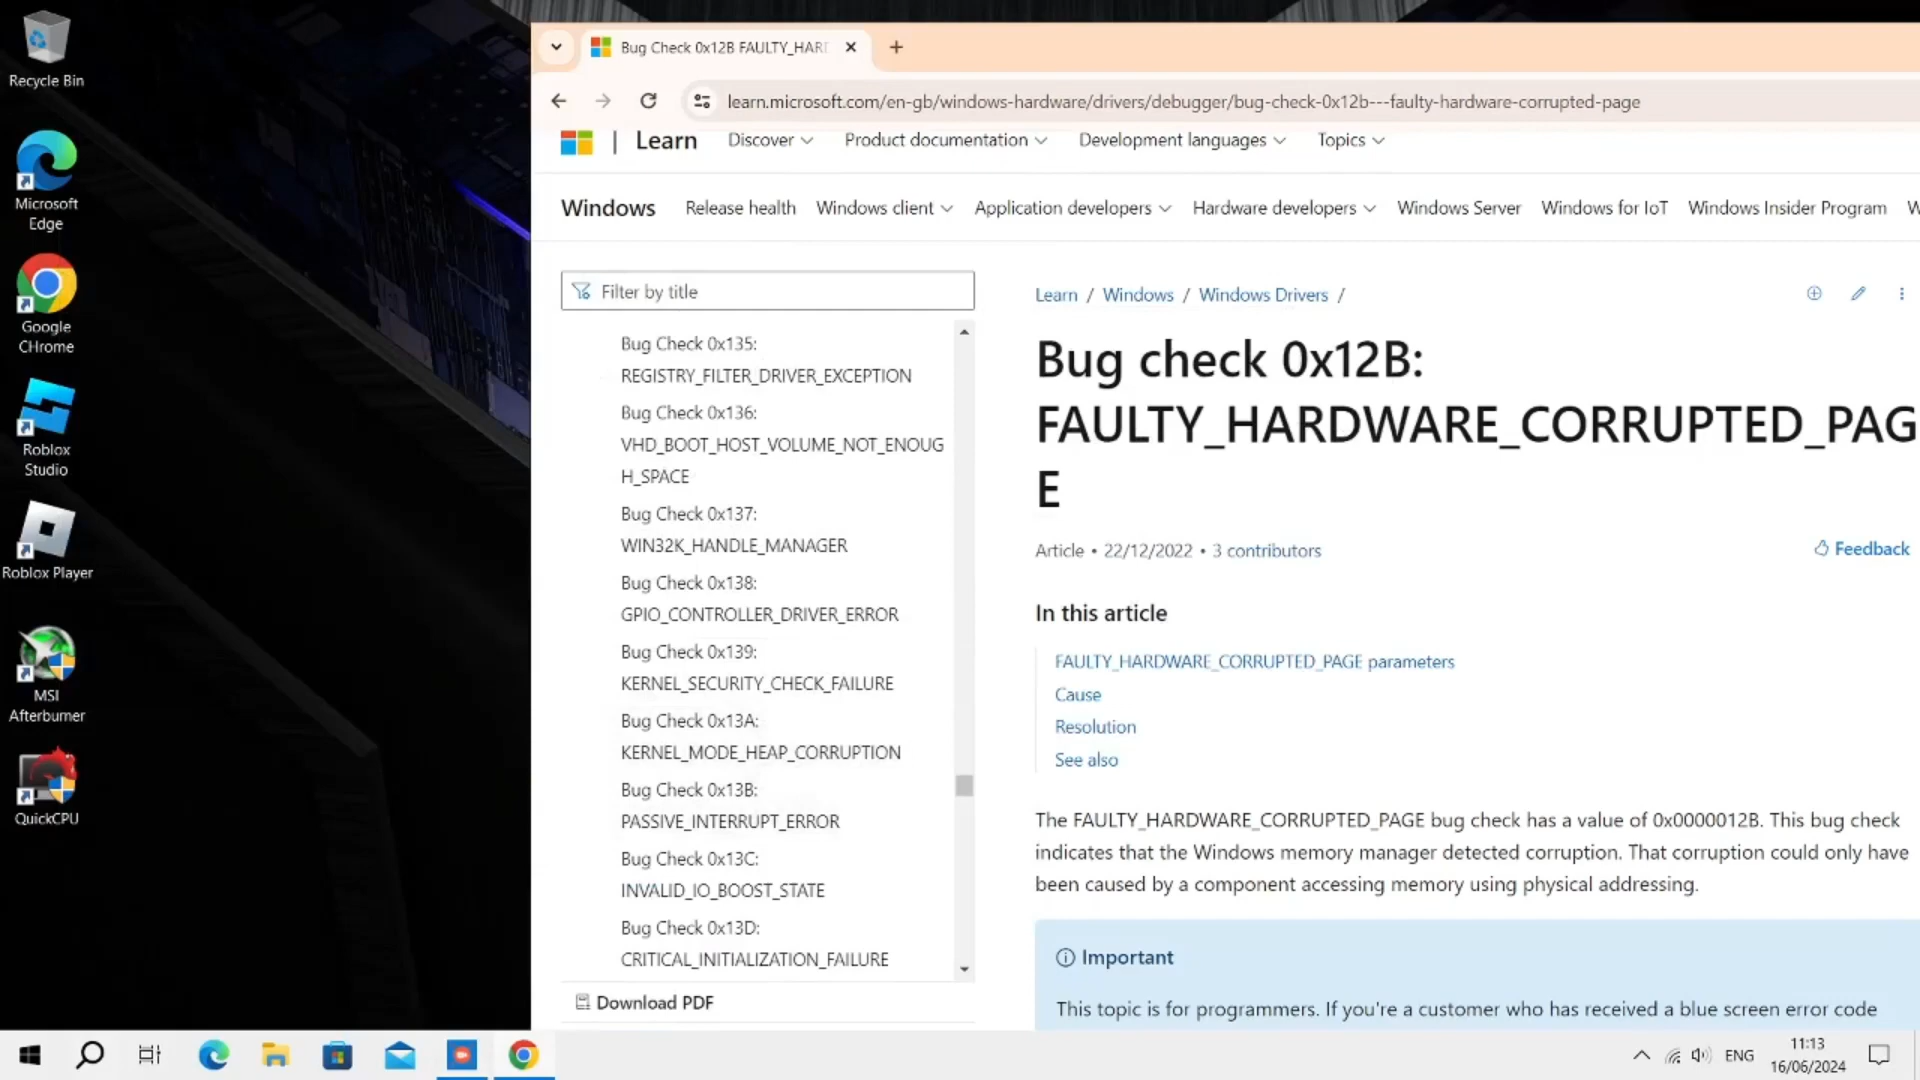 Recycle Bin
Microsoft
Edge
Google
CHrome
Roblox
Studio
Roblox Player
MSI
Afterburner
QuickCPU
Bug Check 0x12B FAULTY_HAR
learn.microsoft.com/en-gb/windows-hardware/drivers/debugger/bug-check-0x12b---faulty-hardware-corrupted-page
Learn Discover Product documentation Development languages Topics
Windows Release health Windows client Application developers Hardware developers Windows Server Windows for IoT Windows Insider Program W
Filter by title
Bug Check 0x135:
REGISTRY_FILTER_DRIVER_EXCEPTION
Bug Check 0x136:
VHD_BOOT_HOST_VOLUME_NOT_ENOUG
H_SPACE
Bug Check 0x137:
WIN32K_HANDLE_MANAGER
Bug Check 0x138:
GPIO_CONTROLLER_DRIVER_ERROR
Bug Check 0x139:
KERNEL_SECURITY_CHECK_FAILURE
Bug Check 0x13A:
KERNEL_MODE_HEAP_CORRUPTION
Bug Check 0x13B:
PASSIVE_INTERRUPT_ERROR
Bug Check 0x13C:
INVALID_IO_BOOST_STATE
Bug Check 0x13D:
CRITICAL_INITIALIZATION_FAILURE
Download PDF
Learn / Windows / Windows Drivers /
Bug check 0x12B:
FAULTY_HARDWARE_CORRUPTED_PAG
E
Article • 22/12/2022 • 3 contributors
Feedback
In this article
FAULTY_HARDWARE_CORRUPTED_PAGE parameters
Cause
Resolution
See also
The FAULTY_HARDWARE_CORRUPTED_PAGE bug check has a value of 0x0000012B. This bug check
indicates that the Windows memory manager detected corruption. That corruption could only have
been caused by a component accessing memory using physical addressing.
Important
This topic is for programmers. If you're a customer who has received a blue screen error code
ENG
11:13
16/06/2024